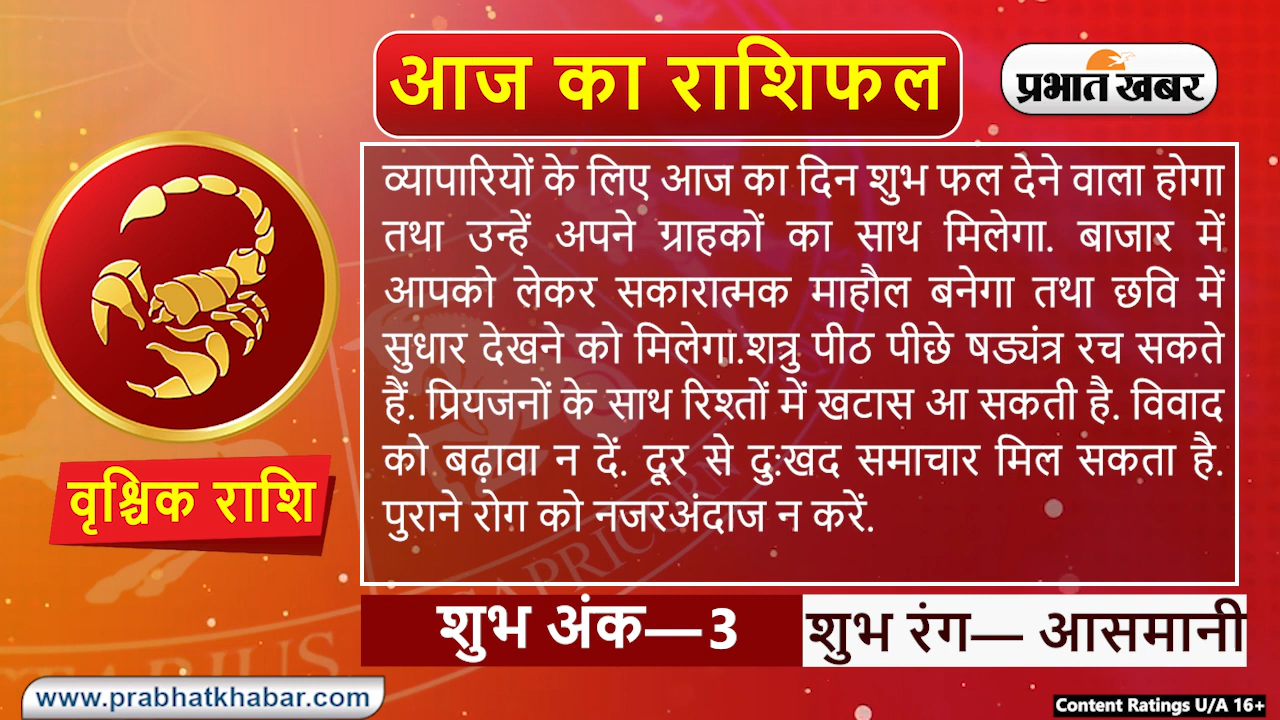 आज का राशिफल
प्रभात खबर
व्यापारियों के लिए आज का दिन शुभ फल देने वाला होगा
तथा उन्हें अपने ग्राहकों का साथ मिलेगा. बाजार में
आपको लेकर सकारात्मक माहौल बनेगा तथा छवि में
सुधार देखने को मिलेगा.शत्रु पीठ पीछे षड्यंत्र रच सकते
हैं. प्रियजनों के साथ रिश्तों में खटास आ सकती है. विवाद
को बढ़ावा न दें. दूर से दुःखद समाचार मिल सकता है.
पुराने रोग को नजरअंदाज न करें.
वृश्चिक राशि
CAPRICORN
शुभ अंक—3
शुभ रंग— आसमानी
www.prabhatkhabar.com
Content Ratings U/A 16+